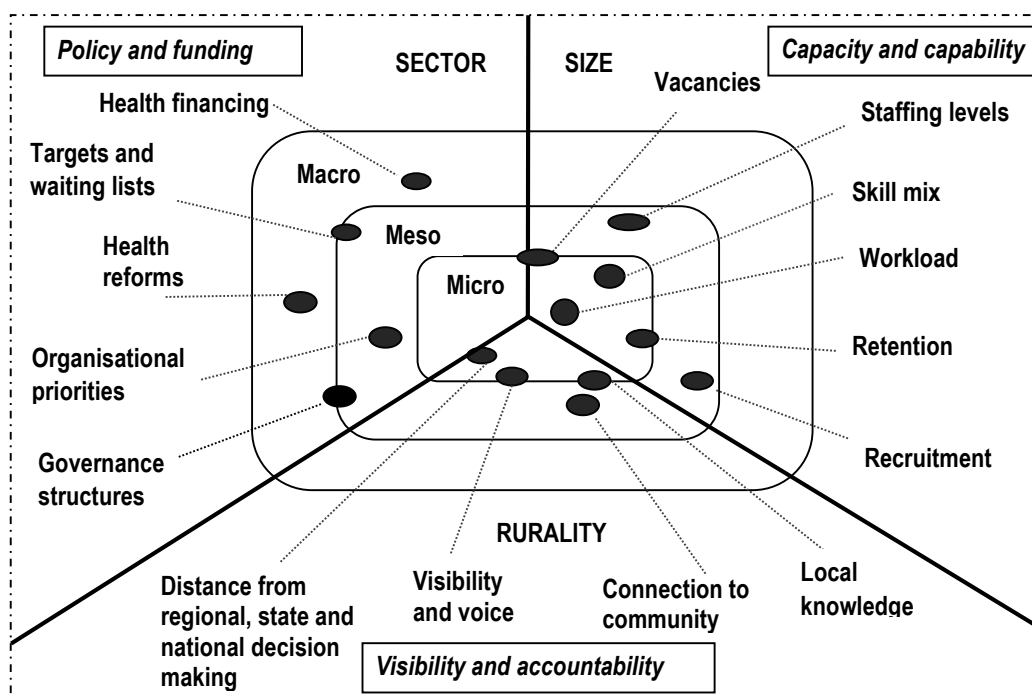 Policy and funding
SECTOR
SIZE
Capacity and capability
Health financing
Vacancies
Staffing levels
Targets and
waiting lists
Macro
Skill mix
Meso
Health
reforms
Workload
Micro
Organisational
priorities
Retention
Governance
structures
Recruitment
RURALITY
Distance from
regional, state and
national decision
making
Visibility
and voice
Connection to
community
Local
knowledge
Visibility and accountability